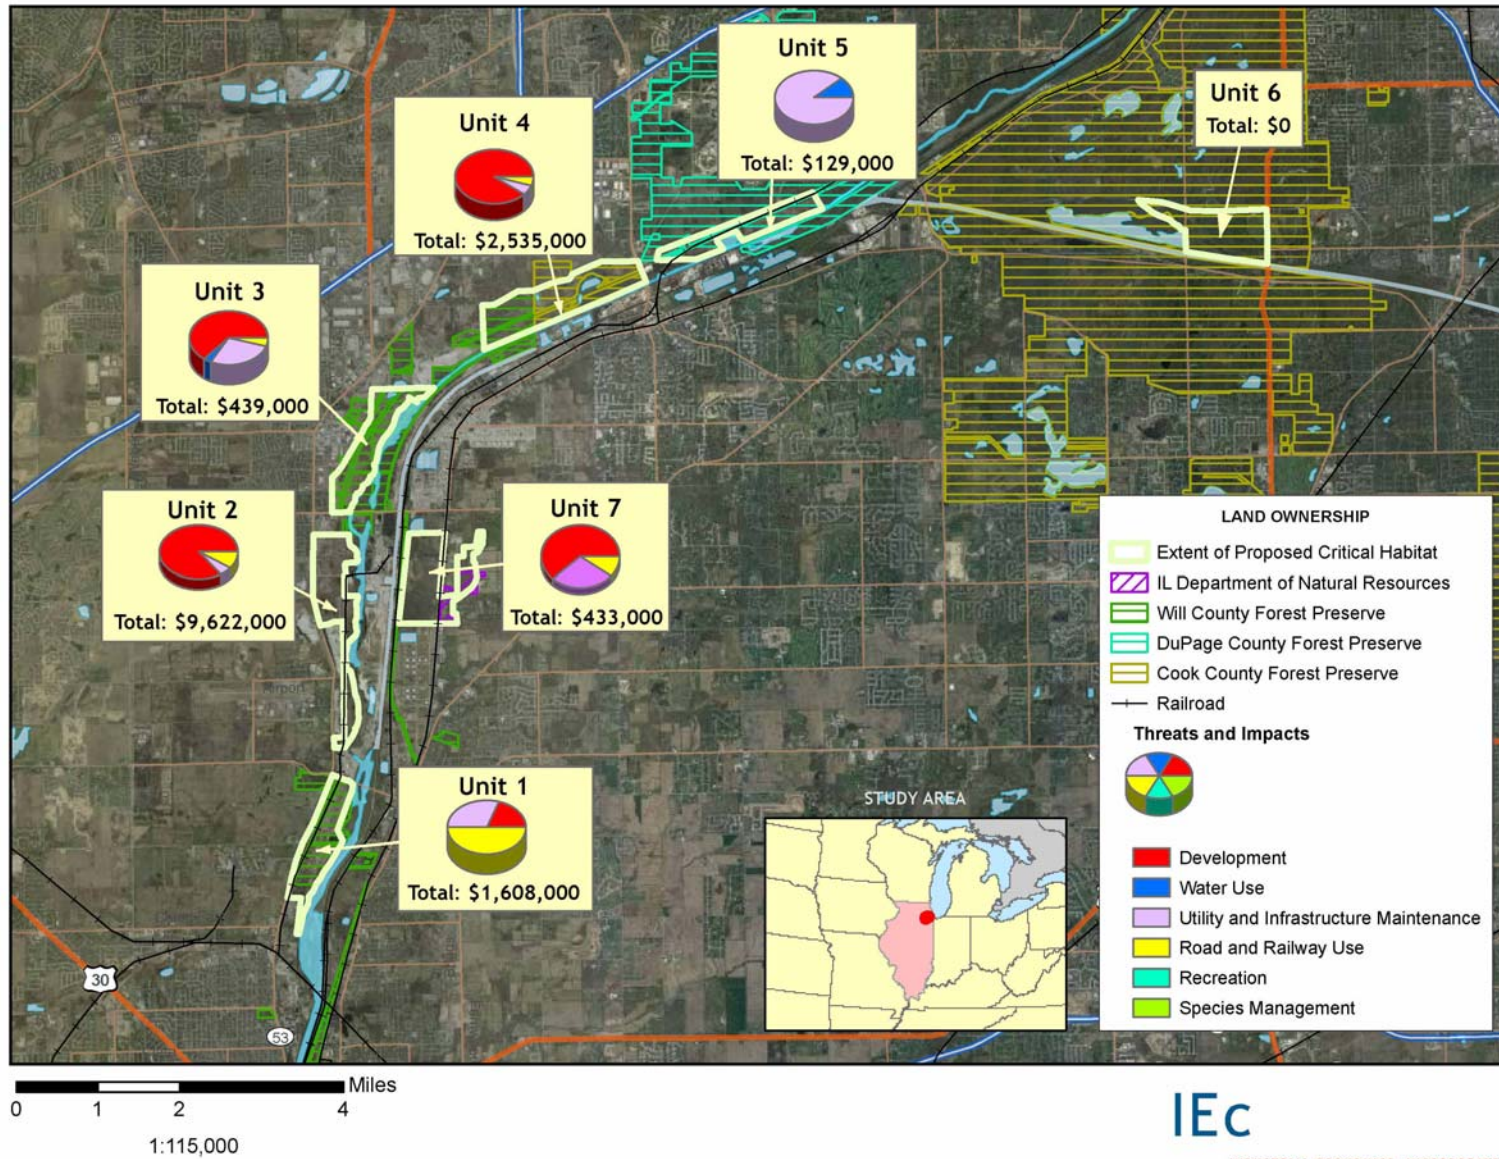 Unit 5
Total: $129,000
Unit 6
Total: $0
Unit 4
Total: $2,535,000
Unit 3
Total: $439,000
Unit 2
Total: $9,622,000
Unit 7
Total: $433,000
Unit 1
Total: $1,608,000
Airport
30
53
LAND OWNERSHIP
Extent of Proposed Critical Habitat
IL Department of Natural Resources
Will County Forest Preserve
DuPage County Forest Preserve
Cook County Forest Preserve
Railroad
Threats and Impacts
Development
Water Use
Utility and Infrastructure Maintenance
Road and Railway Use
Recreation
Species Management
STUDY AREA
Miles
0 1 2 4
1:115,000
IEc